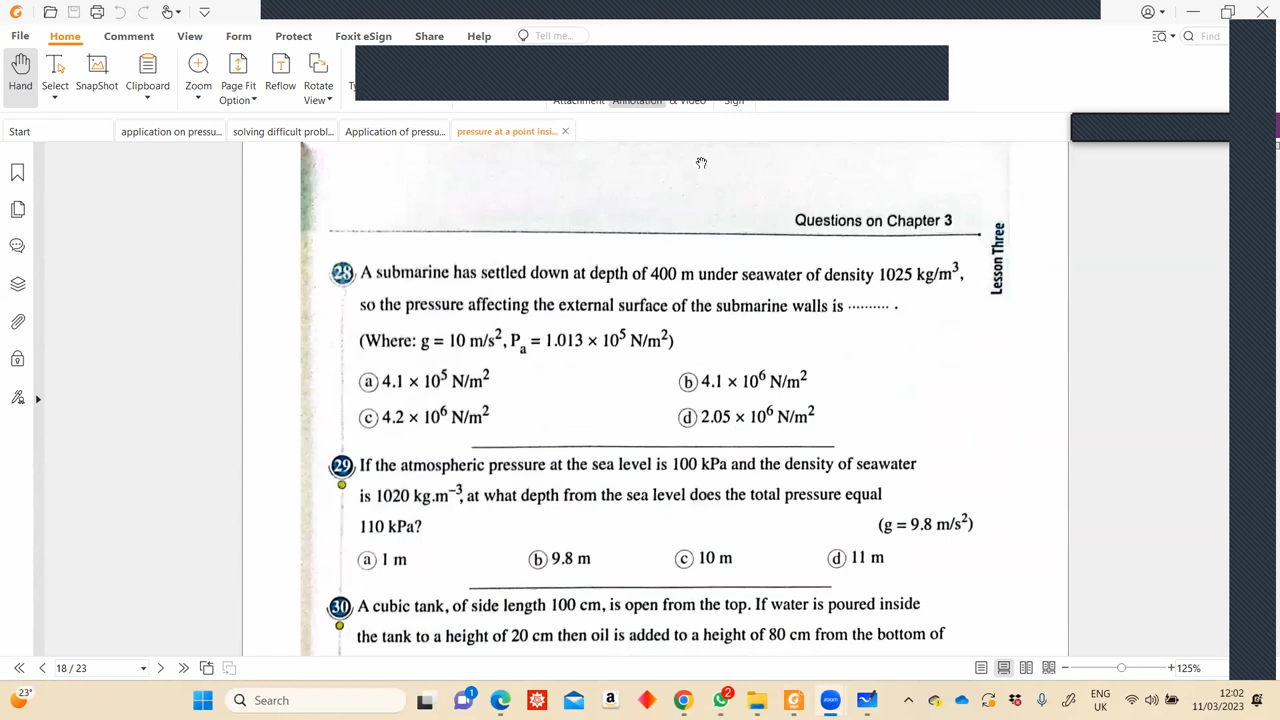 File Home Comment View Form Protect Foxit eSign Share Help Tell me... Find
Hand Select SnapShot Clipboard Zoom Page Fit Option Reflow Rotate View
Annotation & Video
Start application on pressu... solving difficult probl... Application of pressu... pressure at a point insi...
Questions on Chapter 3
Lesson Three
28 A submarine has settled down at depth of 400 m under seawater of density 1025 kg/m³,
so the pressure affecting the external surface of the submarine walls is ·········· .
(Where: g = 10 m/s², Pₐ = 1.013 × 10⁵ N/m²)
ⓐ 4.1 × 10⁵ N/m² ⓑ 4.1 × 10⁶ N/m²
ⓒ 4.2 × 10⁶ N/m² ⓓ 2.05 × 10⁶ N/m²
29 If the atmospheric pressure at the sea level is 100 kPa and the density of seawater
is 1020 kg.m⁻³, at what depth from the sea level does the total pressure equal
110 kPa? (g = 9.8 m/s²)
ⓐ 1 m ⓑ 9.8 m ⓒ 10 m ⓓ 11 m
30 A cubic tank, of side length 100 cm, is open from the top. If water is poured inside
the tank to a height of 20 cm then oil is added to a height of 80 cm from the bottom of
18 / 23 125%
23° Search a 1 2 zoom ENG UK 12:02 11/03/2023